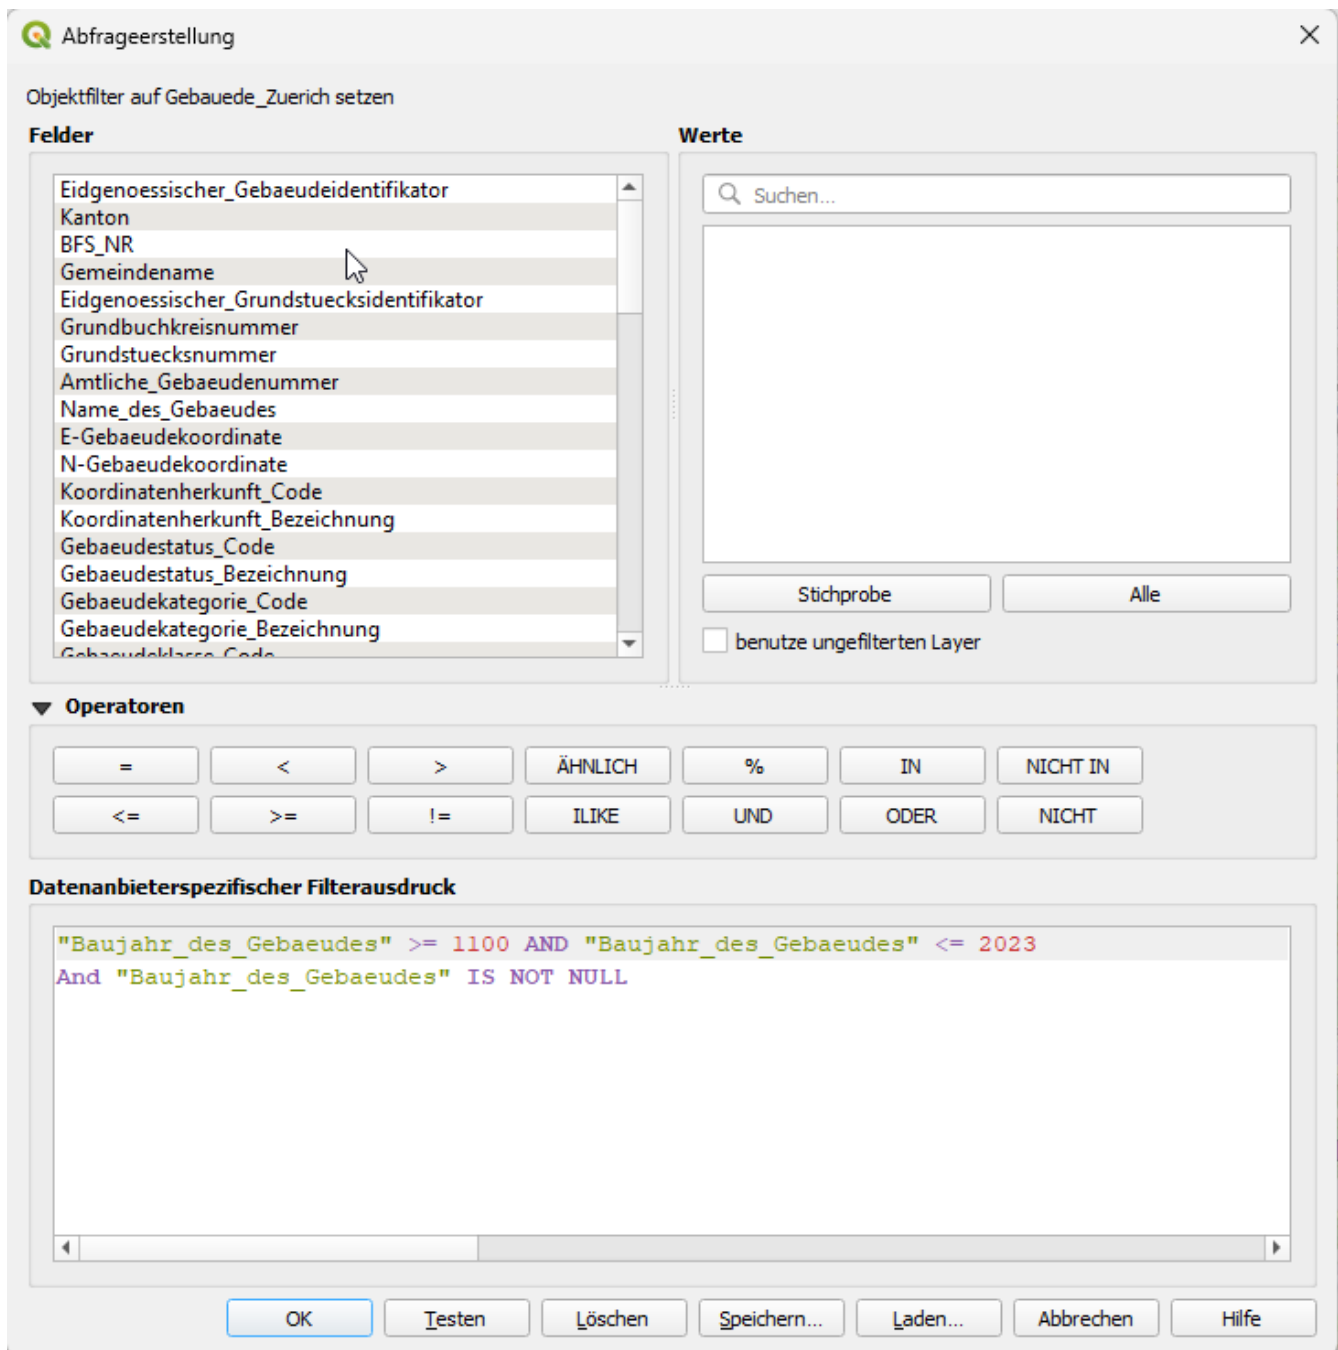 Abfrageerstellung
Objektfilter auf Gebauede_Zuerich setzen
Felder
Eidgenoessischer_Gebaeudeidentifikator
Kanton
BFS_NR
Gemeindename
Eidgenoessischer_Grundstuecksidentifikator
Grundbuchkreisnummer
Grundstuecksnummer
Amtliche_Gebaeudenummer
Name_des_Gebaeudes
E-Gebaeudekoordinate
N-Gebaeudekoordinate
Koordinatenherkunft_Code
Koordinatenherkunft_Bezeichnung
Gebaeudestatus_Code
Gebaeudestatus_Bezeichnung
Gebaeudekategorie_Code
Gebaeudekategorie_Bezeichnung
Gebaeudeklasse_Code
Werte
Suchen...
Stichprobe Alle
benutze ungefilterten Layer
Operatoren
= < > ÄHNLICH % IN NICHT IN
<= >= != ILIKE UND ODER NICHT
Datenanbieterspezifischer Filterausdruck
"Baujahr_des_Gebaeudes" >= 1100 AND "Baujahr_des_Gebaeudes" <= 2023
And "Baujahr_des_Gebaeudes" IS NOT NULL
OK Testen Löschen Speichern... Laden... Abbrechen Hilfe